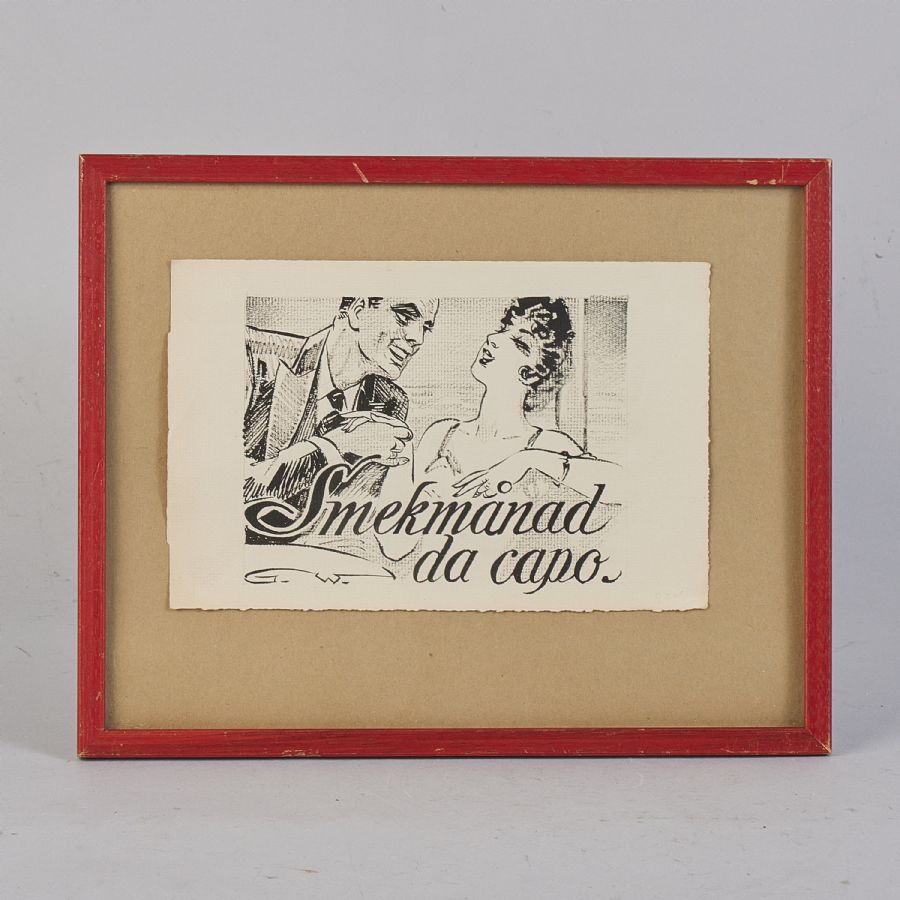 Smekmånad
da capo.
G. W.